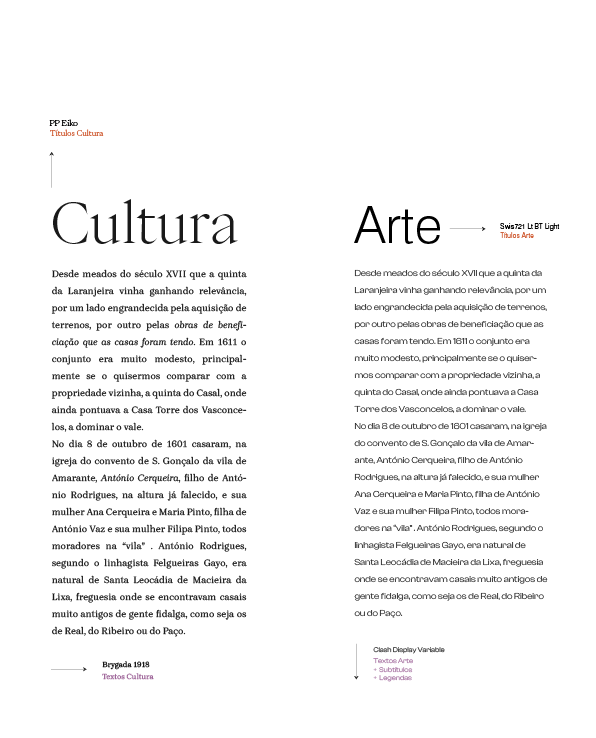 PP Eiko
Títulos Cultura
Cultura
Desde meados do século XVII que a quinta
da Laranjeira vinha ganhando relevância,
por um lado engrandecida pela aquisição de
terrenos, por outro pelas obras de benefi-
ciação que as casas foram tendo. Em 1611 o
conjunto era muito modesto, principal-
mente se o quisermos comparar com a
propriedade vizinha, a quinta do Casal, onde
ainda pontuava a Casa Torre dos Vasconce-
los, a dominar o vale.
No dia 8 de outubro de 1601 casaram, na
igreja do convento de S. Gonçalo da vila de
Amarante, António Cerqueira, filho de Antó-
nio Rodrigues, na altura já falecido, e sua
mulher Ana Cerqueira e Maria Pinto, filha de
António Vaz e sua mulher Filipa Pinto, todos
moradores na “vila” . António Rodrigues,
segundo o linhagista Felgueiras Gayo, era
natural de Santa Leocádia de Macieira da
Lixa, freguesia onde se encontravam casais
muito antigos de gente fidalga, como seja os
de Real, do Ribeiro ou do Paço.
Brygada 1918
Textos Cultura
Arte
Swis721 Lt BT Light
Títulos Arte
Desde meados do século XVII que a quinta da
Laranjeira vinha ganhando relevância, por um
lado engrandecida pela aquisição de terrenos,
por outro pelas obras de beneficiação que as
casas foram tendo. Em 1611 o conjunto era
muito modesto, principalmente se o quiser-
mos comparar com a propriedade vizinha, a
quinta do Casal, onde ainda pontuava a Casa
Torre dos Vasconcelos, a dominar o vale.
No dia 8 de outubro de 1601 casaram, na igreja
do convento de S. Gonçalo da vila de Amar-
ante, António Cerqueira, filho de António
Rodrigues, na altura já falecido, e sua mulher
Ana Cerqueira e Maria Pinto, filha de António
Vaz e sua mulher Filipa Pinto, todos mora-
dores na “vila” . António Rodrigues, segundo o
linhagista Felgueiras Gayo, era natural de
Santa Leocádia de Macieira da Lixa, freguesia
onde se encontravam casais muito antigos de
gente fidalga, como seja os de Real, do Ribeiro
ou do Paço.
Clash Display Variable
Textos Arte
+ Subtítulos
+ Legendas